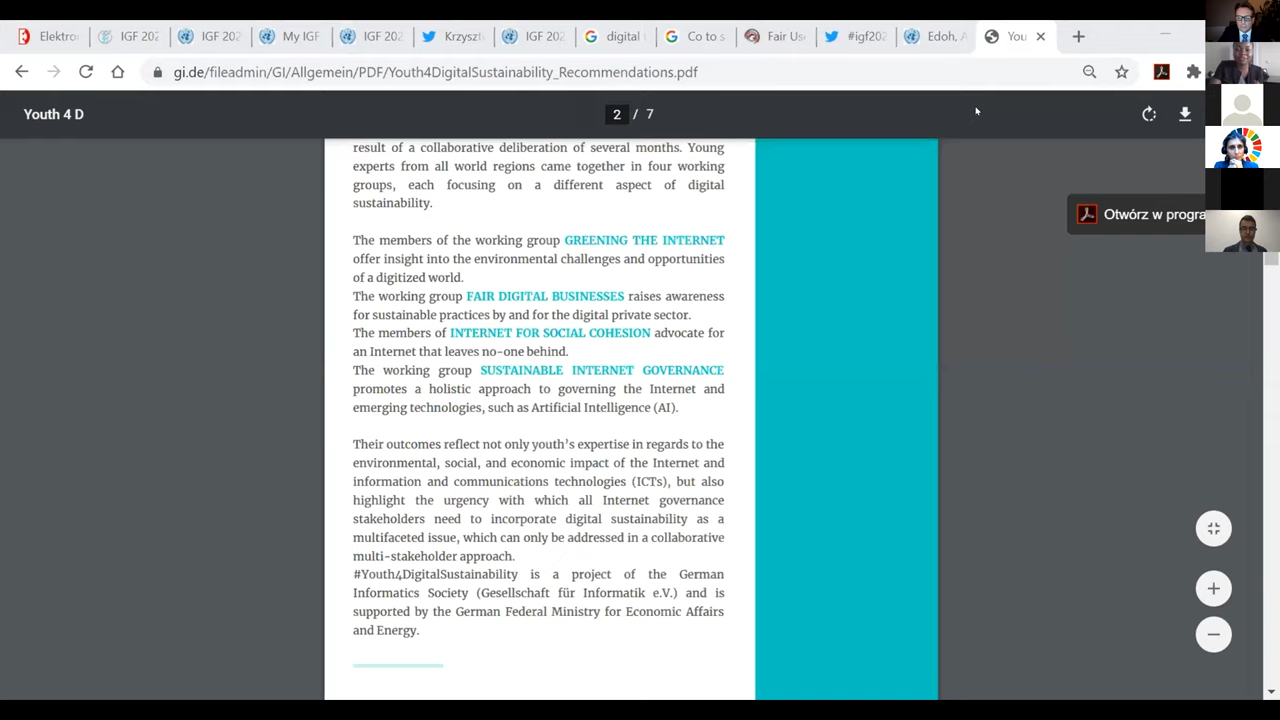 Elektro
IGF 202
IGF 202
My IGF
IGF 202
Krzyszt
IGF 202
digital
Co to s
Fair Use
#igf202
Edoh, A
You
gi.de/fileadmin/GI/Allgemein/PDF/Youth4DigitalSustainability_Recommendations.pdf
Youth 4 D
2 / 7
Otwórz w progra
result of a collaborative deliberation of several months. Young
experts from all world regions came together in four working
groups, each focusing on a different aspect of digital
sustainability.
The members of the working group GREENING THE INTERNET
offer insight into the environmental challenges and opportunities
of a digitized world.
The working group FAIR DIGITAL BUSINESSES raises awareness
for sustainable practices by and for the digital private sector.
The members of INTERNET FOR SOCIAL COHESION advocate for
an Internet that leaves no-one behind.
The working group SUSTAINABLE INTERNET GOVERNANCE
promotes a holistic approach to governing the Internet and
emerging technologies, such as Artificial Intelligence (AI).
Their outcomes reflect not only youth's expertise in regards to the
environmental, social, and economic impact of the Internet and
information and communications technologies (ICTs), but also
highlight the urgency with which all Internet governance
stakeholders need to incorporate digital sustainability as a
multifaceted issue, which can only be addressed in a collaborative
multi-stakeholder approach.
#Youth4DigitalSustainability is a project of the German
Informatics Society (Gesellschaft für Informatik e.V.) and is
supported by the German Federal Ministry for Economic Affairs
and Energy.